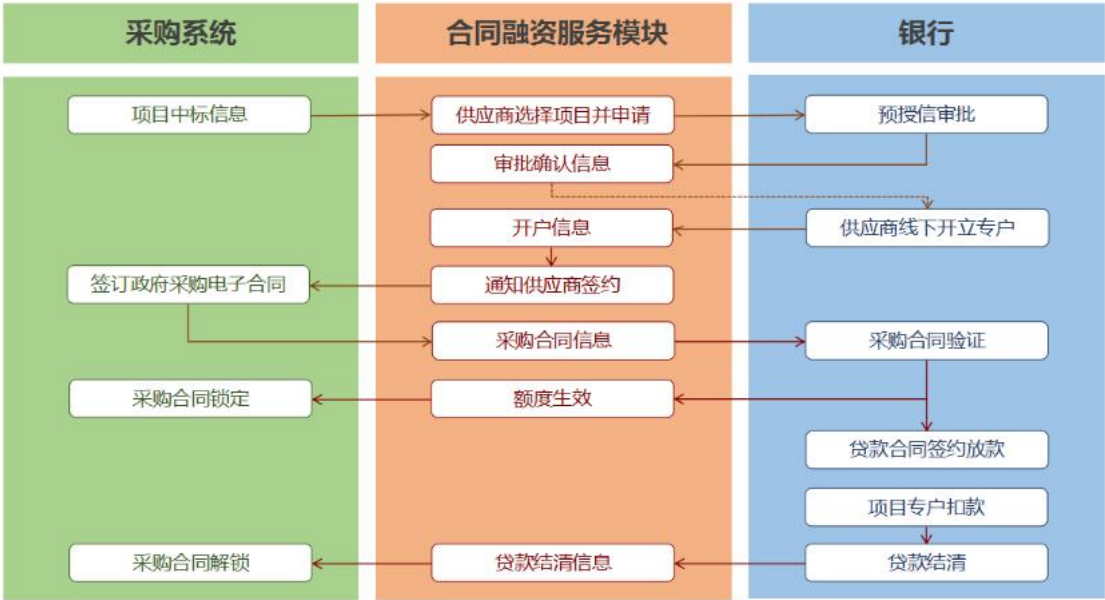 采购系统
合同融资服务模块
银行
项目中标信息
供应商选择项目并申请
预授信审批
审批确认信息
开户信息
供应商线下开立专户
签订政府采购电子合同
通知供应商签约
采购合同信息
采购合同验证
采购合同锁定
额度生效
贷款合同签约放款
项目专户扣款
采购合同解锁
贷款结清信息
贷款结清